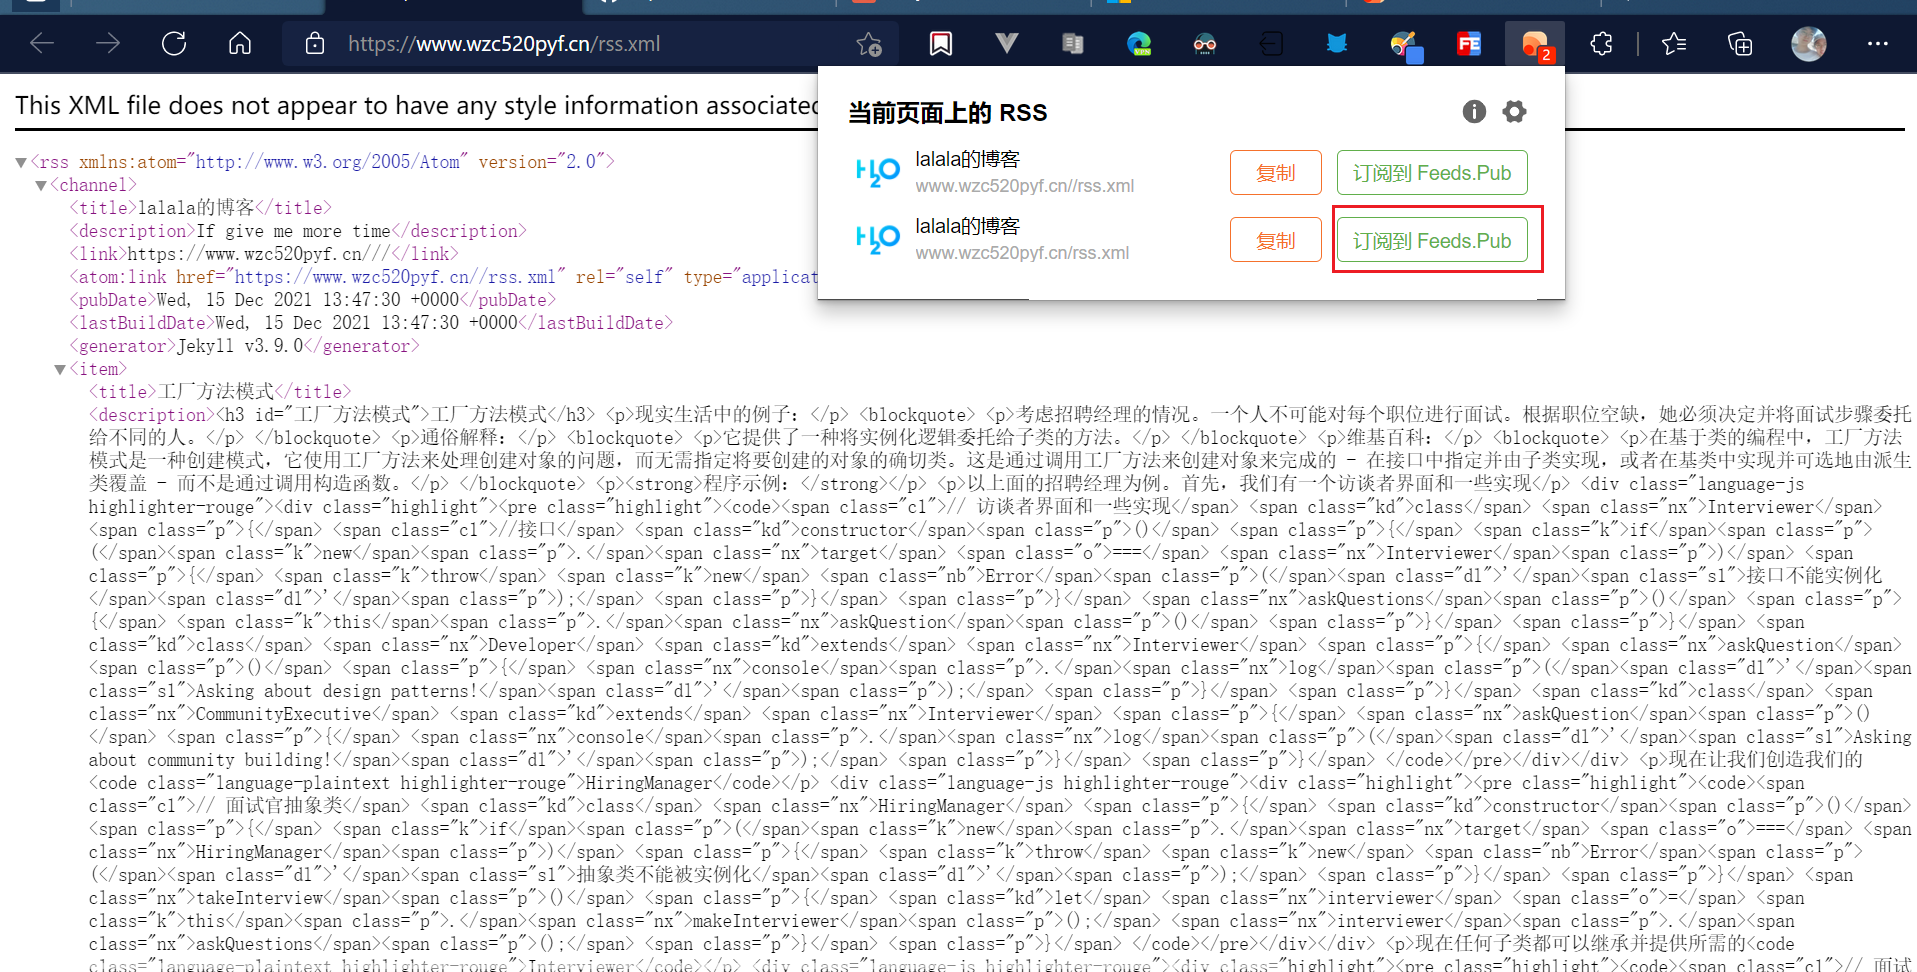 https://www.wzc520pyf.cn/rss.xml
FE
2
This XML file does not appear to have any style information associated
当前页面上的 RSS
H2O
lalala的博客
www.wzc520pyf.cn//rss.xml
复制
订阅到 Feeds.Pub
H2O
lalala的博客
www.wzc520pyf.cn/rss.xml
复制
订阅到 Feeds.Pub
▼<rss xmlns:atom="http://www.w3.org/2005/Atom" version="2.0">
▼<channel>
<title>lalala的博客</title>
<description>If give me more time</description>
<link>https://www.wzc520pyf.cn///</link>
<atom:link href="https://www.wzc520pyf.cn//rss.xml" rel="self" type="applicat
<pubDate>Wed, 15 Dec 2021 13:47:30 +0000</pubDate>
<lastBuildDate>Wed, 15 Dec 2021 13:47:30 +0000</lastBuildDate>
<generator>Jekyll v3.9.0</generator>
▼<item>
<title>工厂方法模式</title>
<description><h3 id="工厂方法模式">工厂方法模式</h3> <p>现实生活中的例子：</p> <blockquote> <p>考虑招聘经理的情况。一个人不可能对每个职位进行面试。根据职位空缺，她必须决定并将面试步骤委托
给不同的人。</p> </blockquote> <p>通俗解释：</p> <blockquote> <p>它提供了一种将实例化逻辑委托给子类的方法。</p> </blockquote> <p>维基百科：</p> <blockquote> <p>在基于类的编程中，工厂方法
模式是一种创建模式，它使用工厂方法来处理创建对象的问题，而无需指定将要创建的对象的确切类。这是通过调用工厂方法来创建对象来完成的 - 在接口中指定并由子类实现，或者在基类中实现并可选地由派生
类覆盖 - 而不是通过调用构造函数。</p> </blockquote> <p><strong>程序示例：</strong></p> <p>以上面的招聘经理为例。首先，我们有一个访谈者界面和一些实现</p> <div class="language-js
highlighter-rouge"><div class="highlight"><pre class="highlight"><code><span class="c1">// 访谈者界面和一些实现</span> <span class="kd">class</span> <span class="nx">Interviewer</span>
<span class="p">{</span> <span class="c1">//接口</span> <span class="kd">constructor</span><span class="p">()</span> <span class="p">{</span> <span class="k">if</span><span class="p">
(</span><span class="k">new</span><span class="p">.</span><span class="nx">target</span> <span class="o">===</span> <span class="nx">Interviewer</span><span class="p">)</span> <span
class="p">{</span> <span class="k">throw</span> <span class="k">new</span> <span class="nb">Error</span><span class="p">(</span><span class="dl">'</span><span class="s1">接口不能实例化
</span><span class="dl">'</span><span class="p">);</span> <span class="p">}</span> <span class="p">}</span> <span class="nx">askQuestions</span><span class="p">()</span> <span class="p">
{</span> <span class="k">this</span><span class="p">.</span><span class="nx">askQuestion</span><span class="p">()</span> <span class="p">}</span> <span class="p">}</span> <span
class="kd">class</span> <span class="nx">Developer</span> <span class="kd">extends</span> <span class="nx">Interviewer</span> <span class="p">{</span> <span class="nx">askQuestion</span>
<span class="p">()</span> <span class="p">{</span> <span class="nx">console</span><span class="p">.</span><span class="nx">log</span><span class="p">(</span><span class="dl">'</span><span
class="s1">Asking about design patterns!</span><span class="dl">'</span><span class="p">);</span> <span class="p">}</span> <span class="p">}</span> <span class="kd">class</span> <span
class="nx">CommunityExecutive</span> <span class="kd">extends</span> <span class="nx">Interviewer</span> <span class="p">{</span> <span class="nx">askQuestion</span><span class="p">()
</span> <span class="p">{</span> <span class="nx">console</span><span class="p">.</span><span class="nx">log</span><span class="p">(</span><span class="dl">'</span><span class="s1">Asking
about community building!</span><span class="dl">'</span><span class="p">);</span> <span class="p">}</span> <span class="p">}</span> </code></pre></div></div> <p>现在让我们创造我们的
<code class="language-plaintext highlighter-rouge">HiringManager</code></p> <div class="language-js highlighter-rouge"><div class="highlight"><pre class="highlight"><code><span
class="c1">// 面试官抽象类</span> <span class="kd">class</span> <span class="nx">HiringManager</span> <span class="p">{</span> <span class="kd">constructor</span><span class="p">()</span>
<span class="p">{</span> <span class="k">if</span><span class="p">(</span><span class="k">new</span><span class="p">.</span><span class="nx">target</span> <span class="o">===</span> <span
class="nx">HiringManager</span><span class="p">)</span> <span class="p">{</span> <span class="k">throw</span> <span class="k">new</span> <span class="nb">Error</span><span class="p">
(</span><span class="dl">'</span><span class="s1">抽象类不能被实例化</span><span class="dl">'</span><span class="p">);</span> <span class="p">}</span> <span class="p">}</span> <span
class="nx">takeInterview</span><span class="p">()</span> <span class="p">{</span> <span class="kd">let</span> <span class="nx">interviewer</span> <span class="o">=</span> <span
class="k">this</span><span class="p">.</span><span class="nx">makeInterviewer</span><span class="p">();</span> <span class="nx">interviewer</span> <span class="p">.</span><span
class="nx">askQuestions</span><span class="p">();</span> <span class="p">}</span> <span class="p">}</span> </code></pre></div></div> <p>现在任何子类都可以继承并提供所需的<code
class="language-plaintext highlighter-rouge">Interviewer</code></p> <div class="language-js highlighter-rouge"><div class="highlight"><pre class="highlight"><code><span class="c1">// 面试